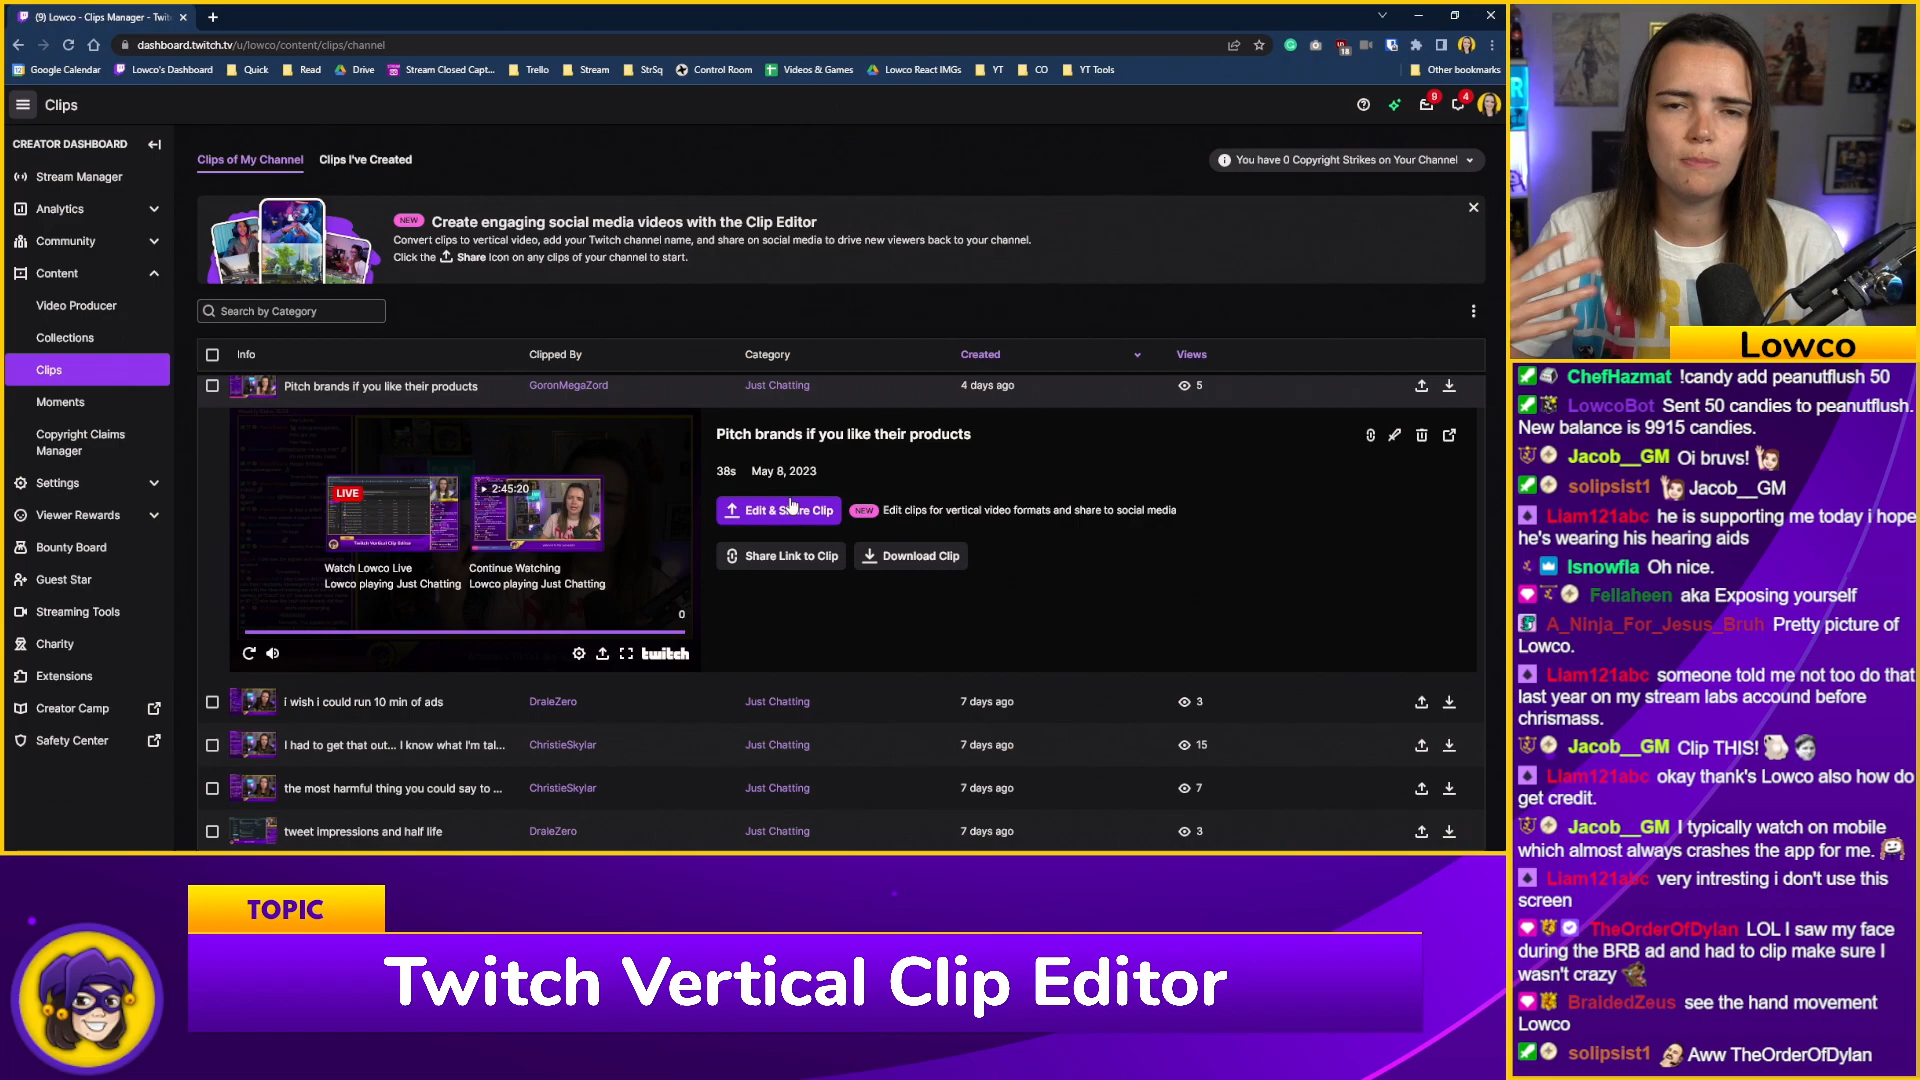 (9) Lowco - Clips Manager - Twit
dashboard.twitch.tv/u/lowco/content/clips/channel
18
Google Calendar
Lowco's Dashboard
Quick
Read
Drive
Stream Closed Capt...
Trello
Stream
StrSq
Control Room
Videos & Games
Lowco React IMGs
YT
CO
YT Tools
Other bookmarks
Clips
9
4
CREATOR DASHBOARD
Stream Manager
Analytics
Community
Content
Video Producer
Collections
Clips
Moments
Copyright Claims
Manager
Settings
Viewer Rewards
Bounty Board
Guest Star
Streaming Tools
Charity
Extensions
Creator Camp
Safety Center
Clips of My Channel
Clips I've Created
You have 0 Copyright Strikes on Your Channel
NEW Create engaging social media videos with the Clip Editor
Convert clips to vertical video, add your Twitch channel name, and share on social media to drive new viewers back to your channel.
Click the Share Icon on any clips of your channel to start.
Search by Category
Info Clipped By Category Created Views
Pitch brands if you like their products GoronMegaZord Just Chatting 4 days ago 5
LIVE
Twitch Vertical Clip Editor
2:45:20
Watch Lowco Live
Lowco playing Just Chatting
Continue Watching
Lowco playing Just Chatting
0
twitch
Pitch brands if you like their products
38s May 8, 2023
Edit & Share Clip
NEW Edit clips for vertical video formats and share to social media
Share Link to Clip
Download Clip
i wish i could run 10 min of ads DraleZero Just Chatting 7 days ago 3
I had to get that out... I know what I'm tal... ChristieSkylar Just Chatting 7 days ago 15
the most harmful thing you could say to ... ChristieSkylar Just Chatting 7 days ago 7
tweet impressions and half life DraleZero Just Chatting 7 days ago 3
TOPIC
Twitch Vertical Clip Editor
Lowco
ChefHazmat !candy add peanutflush 50
LowcoBot Sent 50 candies to peanutflush.
New balance is 9915 candies.
Jacob__GM Oi bruvs!
solipsist1 Jacob__GM
Liam121abc he is supporting me today i hope
he's wearing his hearing aids
Isnowfla Oh nice.
Fellaheen aka Exposing yourself
A_Ninja_For_Jesus_Bruh Pretty picture of
Lowco.
Liam121abc someone told me not too do that
last year on my stream labs accound before
chrismass.
Jacob__GM Clip THIS!
Liam121abc okay thank's Lowco also how do
get credit.
Jacob__GM I typically watch on mobile
which almost always crashes the app for me.
Liam121abc very intresting i don't use this
screen
TheOrderOfDylan LOL I saw my face
during the BRB ad and had to clip make sure I
wasn't crazy
BraldedZeus see the hand movement
Lowco
solipsist1 Aww TheOrderOfDylan